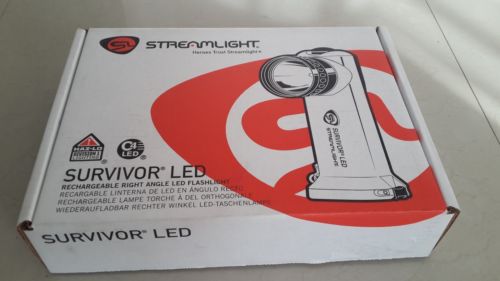 STREAMLIGHT®
Heroes Trust Streamlight®
HAZ-LO
C4
LED
SURVIVOR® LED
RECHARGEABLE RIGHT ANGLE LED FLASHLIGHT
RECARGABLE LINTERNA DE LED EN ÁNGULO RECTO
RECHARGEABLE LAMPE TORCHE À DEL ORTHOGONALE
WIEDERAUFLADBAR RECHTER WINKEL LED-TASCHENLAMPE
SURVIVOR® LED
STREAMLIGHT®
SURVIVOR® LED